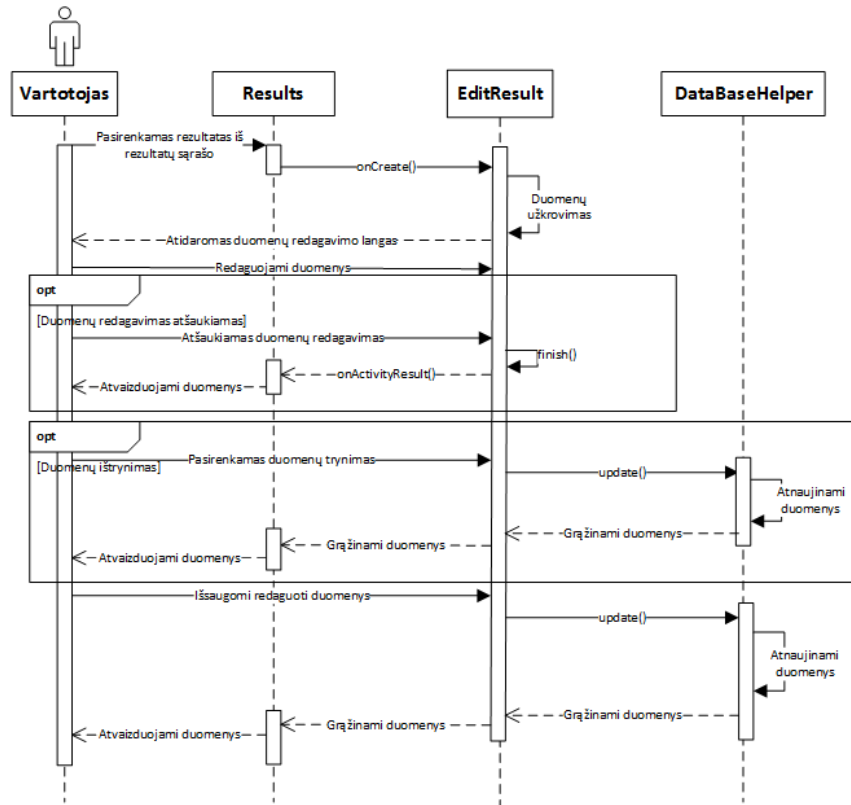 Vartotojas
Results
EditResult
DataBaseHelper
Pasirenkamas rezultatas iš
rezultatų sąrašo
onCreate()
Duomenų
užkrovimas
Atidaromas duomenų redagavimo langas
Redaguojami duomenys
opt
[Duomenų redagavimas atšaukiamas]
Atšaukiamas duomenų redagavimas
finish()
onActivityResult()
Atvaizduojami duomenys
opt
Pasirenkamas duomenų trynimas
[Duomenų ištrynimas]
update()
Atnaujinami
duomenys
Grąžinami duomenys
Grąžinami duomenys
Atvaizduojami duomenys
Išsaugomi redaguoti duomenys
update()
Atnaujinami
duomenys
Grąžinami duomenys
Grąžinami duomenys
Atvaizduojami duomenys